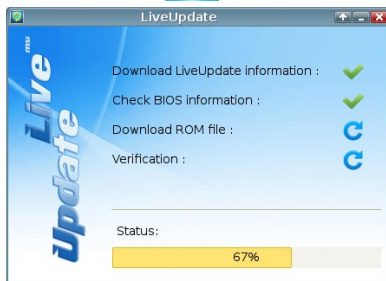 LiveUpdate
msi
Live Update
Download LiveUpdate information :
Check BIOS information :
Download ROM file :
Verification :
Status:
67%